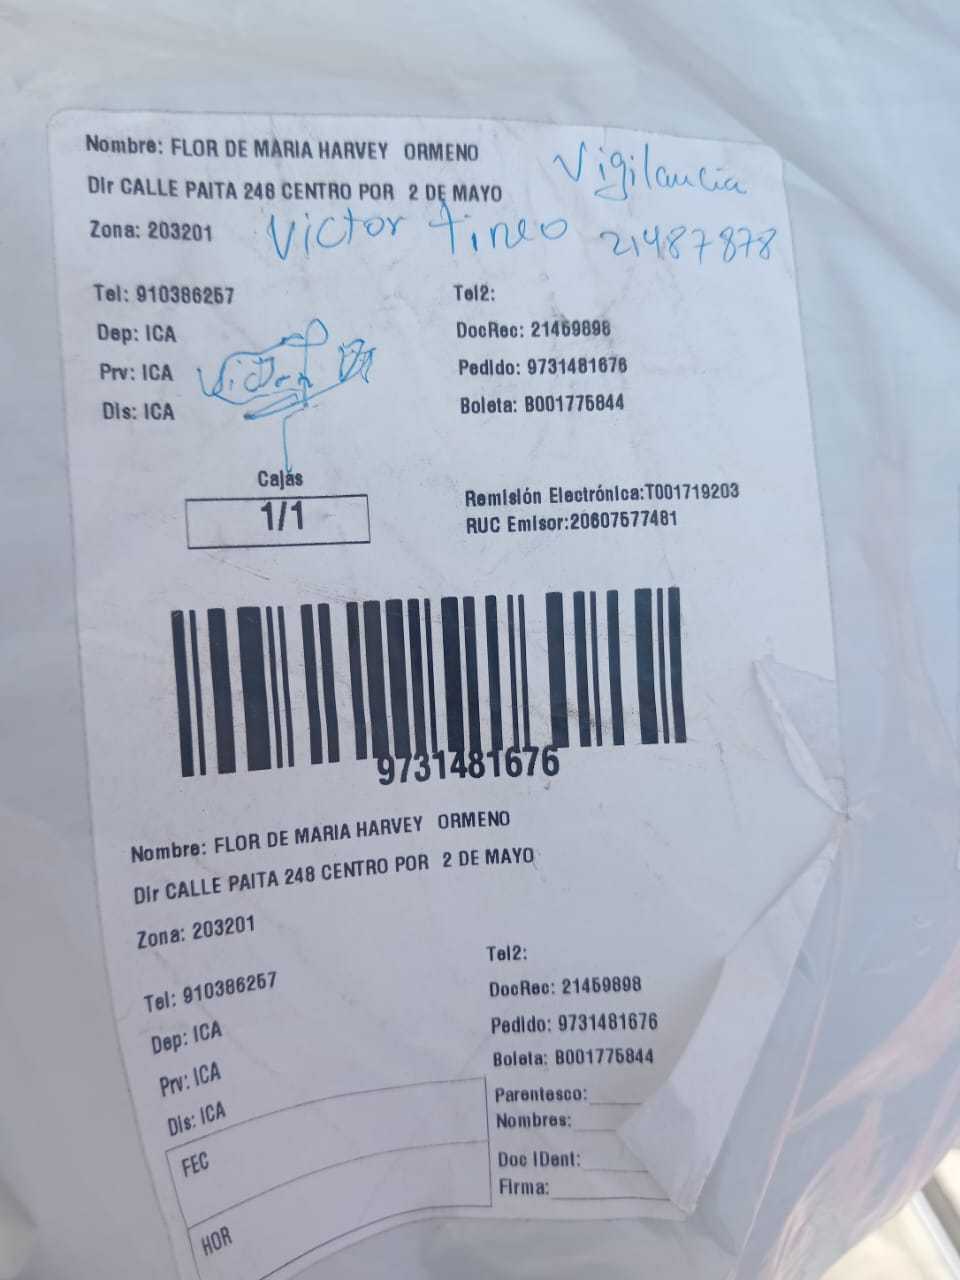 Nombre: FLOR DE MARIA HARVEY ORMENO
Vigilancia
Dir CALLE PAITA 248 CENTRO POR 2 DE MAYO
Zona: 203201
Victor tineo 21487878
Tel: 910386257
Tel2:
Dep: ICA
DocRec: 21459898
Prv: ICA
Victor
Pedido: 9731481676
Dis: ICA
Boleta: B001775844
Cajas
1/1
Remisión Electrónica:T001719203
RUC Emisor:20607577481
9731481676
Nombre: FLOR DE MARIA HARVEY ORMENO
Dir CALLE PAITA 248 CENTRO POR 2 DE MAYO
Zona: 203201
Tel2:
Tel: 910386257
DocRec: 21459898
Dep: ICA
Pedido: 9731481676
Prv: ICA
Boleta: B001775844
Dis: ICA
Parentesco:
Nombres:
FEC
Doc IDent:
Firma:
HOR